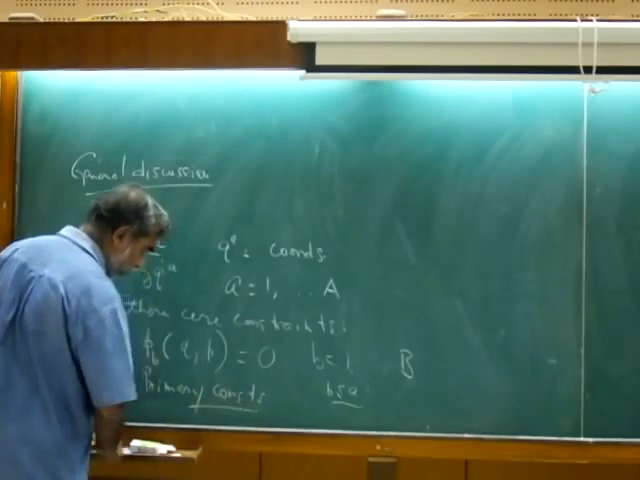 General discussion
q^a = coords
∂q̇^a a = 1, ... A
there are constraints!
ϕ_b(q, p) = 0 b = 1, B
Primary consts b ≤ a